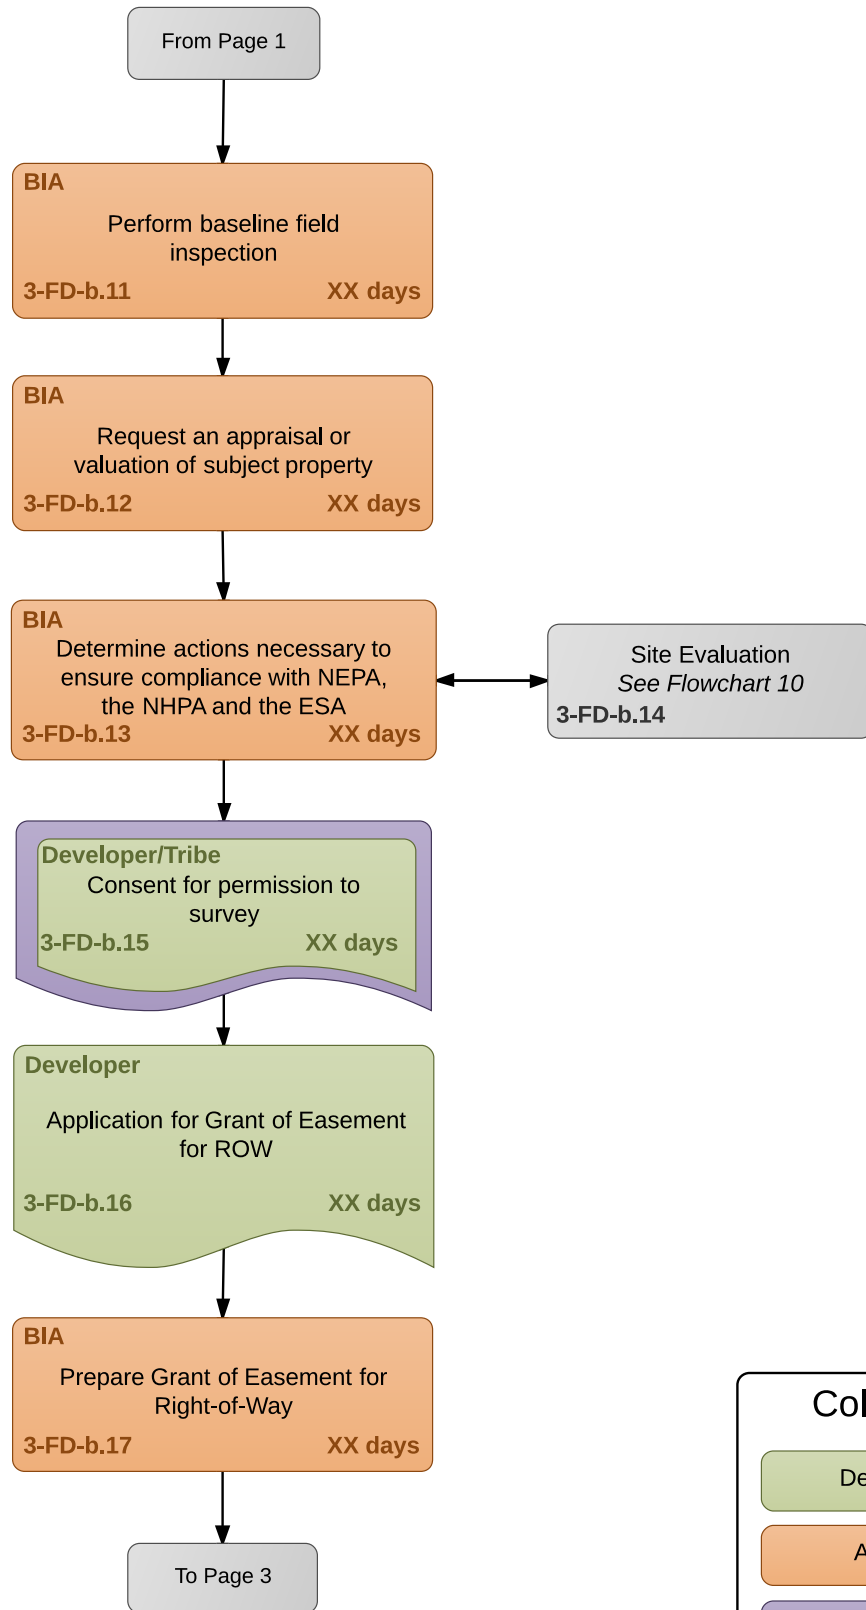 From Page 1
BIA
Perform baseline field
inspection
3-FD-b.11 XX days
BIA
Request an appraisal or
valuation of subject property
3-FD-b.12 XX days
BIA
Determine actions necessary to
ensure compliance with NEPA,
the NHPA and the ESA
3-FD-b.13 XX days
Site Evaluation
See Flowchart 10
3-FD-b.14
Developer/Tribe
Consent for permission to
survey
3-FD-b.15 XX days
Developer
Application for Grant of Easement
for ROW
3-FD-b.16 XX days
BIA
Prepare Grant of Easement for
Right-of-Way
3-FD-b.17 XX days
To Page 3